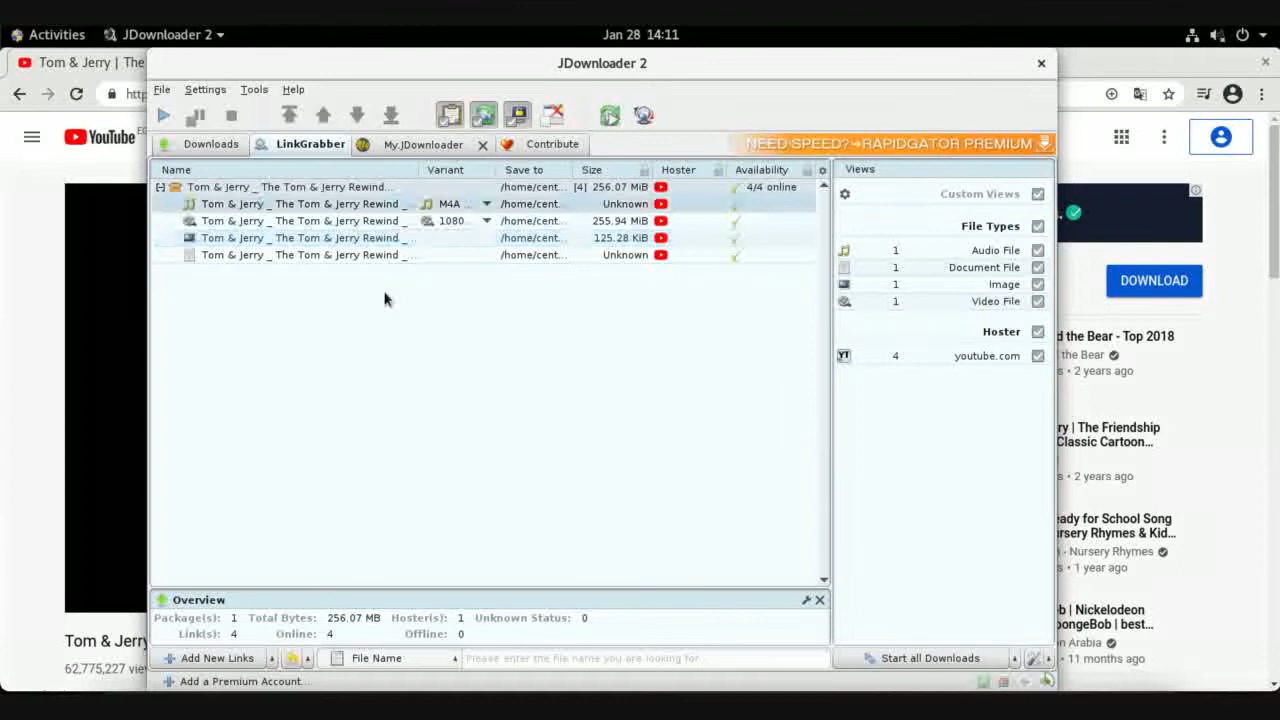 Activities JDownloader 2 Jan 28 14:11
Tom & Jerry | The
JDownloader 2
http
File Settings Tools Help
YouTube
Downloads LinkGrabber My.JDownloader Contribute NEED SPEED?→RAPIDGATOR PREMIUM
Name Variant Save to Size Hoster Availability
Views
Tom & Jerry _ The Tom & Jerry Rewind... /home/cent... [4] 256.07 MiB 4/4 online
Tom & Jerry _ The Tom & Jerry Rewind _ M4A ... /home/cent... Unknown
Tom & Jerry _ The Tom & Jerry Rewind _ 1080 /home/cent... 255.94 MiB
Tom & Jerry _ The Tom & Jerry Rewind _ ... /home/cent... 125.28 KiB
Tom & Jerry _ The Tom & Jerry Rewind _ ... /home/cent... Unknown
Custom Views
File Types
1 Audio File
1 Document File
1 Image
1 Video File
Hoster
YT 4 youtube.com
DOWNLOAD
d the Bear - Top 2018
the Bear
s • 2 years ago
ry | The Friendship
Classic Cartoon...
s • 2 years ago
eady for School Song
rsery Rhymes & Kid...
- Nursery Rhymes
s • 1 year ago
b | Nickelodeon
ongeBob | best...
n Arabia
s • 11 months ago
Overview
Package(s): 1 Total Bytes: 256.07 MB Hoster(s): 1 Unknown Status: 0
Link(s): 4 Online: 4 Offline: 0
Add New Links File Name Please enter the file name you are looking for Start all Downloads
Add a Premium Account...
Tom & Jerry
62,775,227 vie